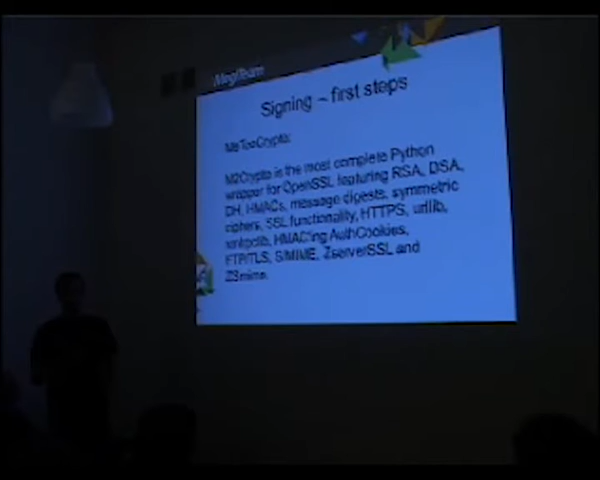 Signing – first steps
MeTooCrypto:
M2Crypto is the most complete Python
wrapper for OpenSSL featuring RSA, DSA,
DH, HMACs, message digests, symmetric
ciphers, SSL functionality, HTTPS, urllib,
xmlrpclib, HMAC'ing AuthCookies,
FTP/TLS, S/MIME, ZserverSSL and
ZSmime.